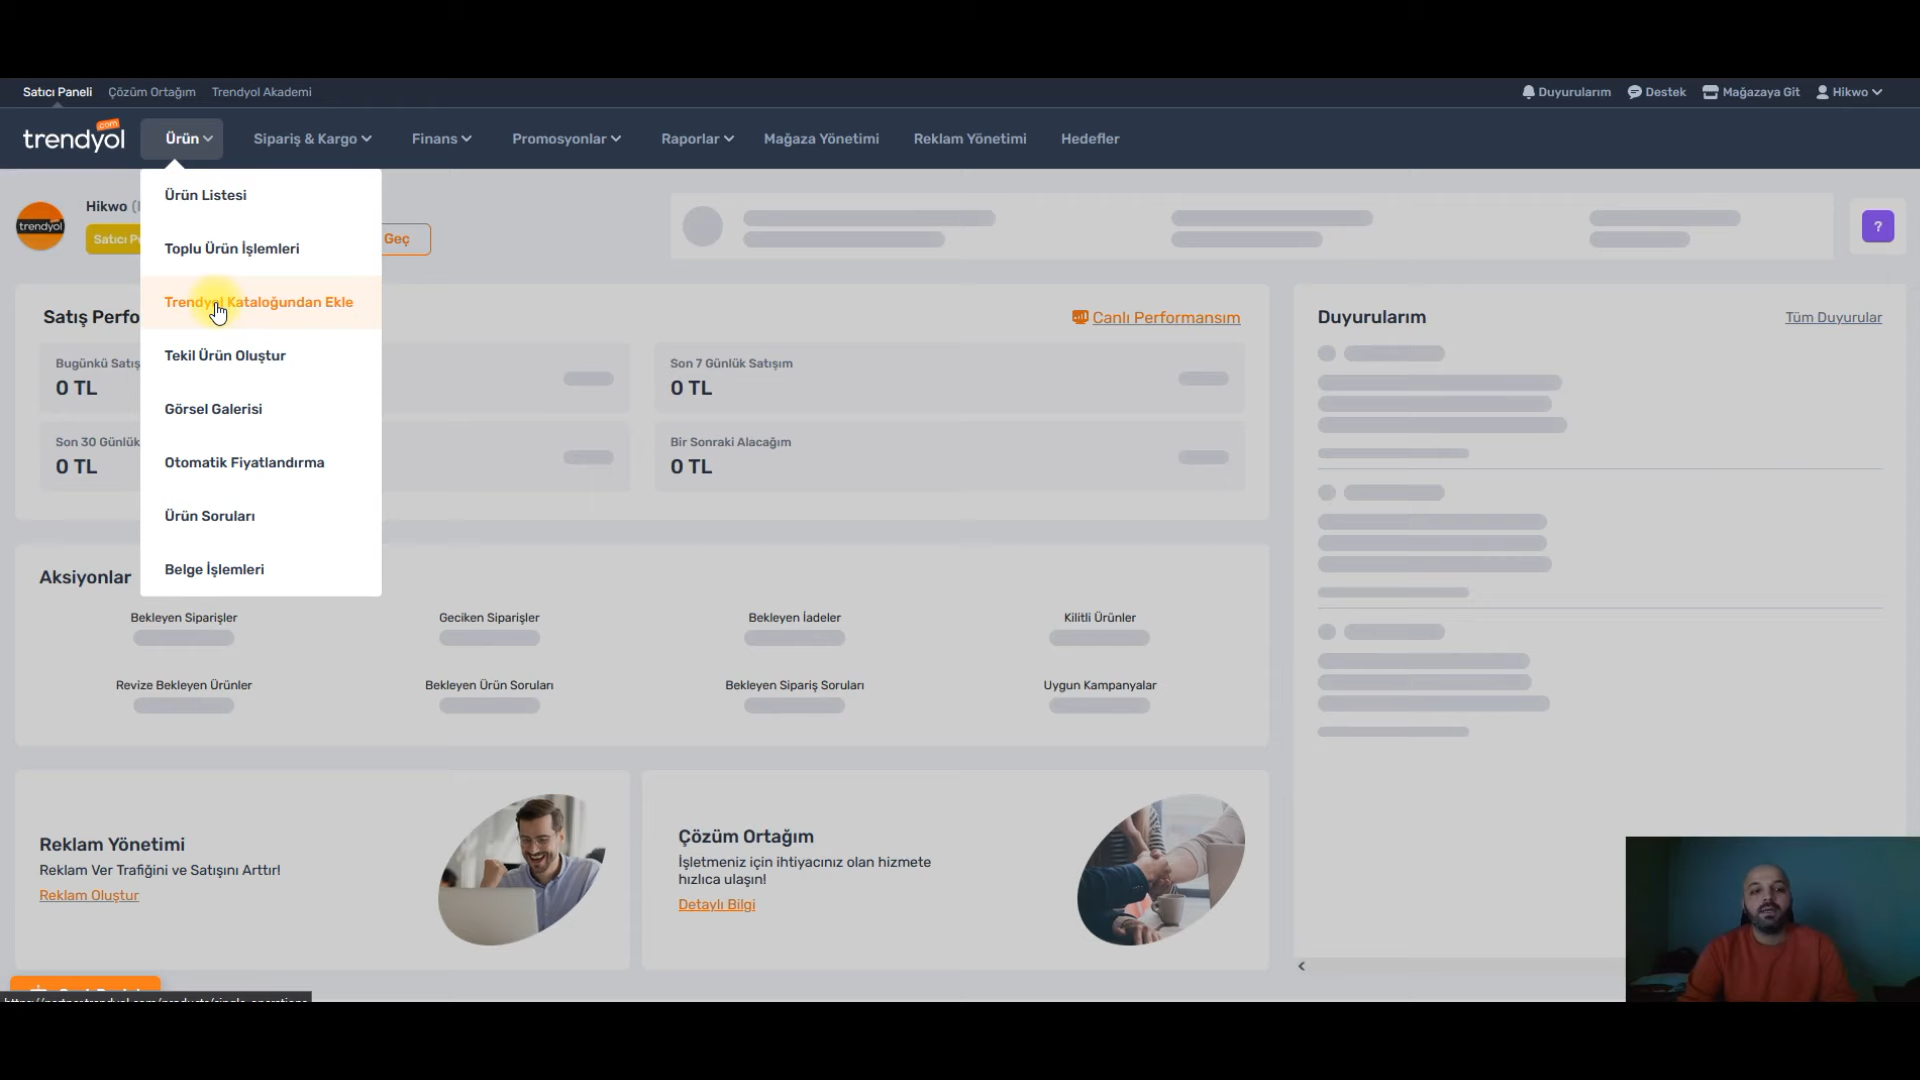 Satıcı Paneli Çözüm Ortağım Trendyol Akademi
Duyurularım Destek Mağazaya Git Hikwo
trendyol.com
Ürün Sipariş & Kargo Finans Promosyonlar Raporlar Mağaza Yönetimi Reklam Yönetimi Hedefler
Ürün Listesi
Toplu Ürün İşlemleri
Trendyol Kataloğundan Ekle
Tekil Ürün Oluştur
Görsel Galerisi
Otomatik Fiyatlandırma
Ürün Soruları
Belge İşlemleri
trendyol
Hikwo
Satıcı
Geç
?
Satış
Canlı Performansım
Bugünkü Satış
0 TL
Son 7 Günlük Satışım
0 TL
Son 30 Günlük
0 TL
Bir Sonraki Alacağım
0 TL
Duyurularım
Tüm Duyurular
Aksiyonlar
Bekleyen Siparişler
Geciken Siparişler
Bekleyen İadeler
Kilitli Ürünler
Revize Bekleyen Ürünler
Bekleyen Ürün Soruları
Bekleyen Sipariş Soruları
Uygun Kampanyalar
Reklam Yönetimi
Reklam Ver Trafiğini ve Satışını Arttır!
Reklam Oluştur
Çözüm Ortağım
İşletmeniz için ihtiyacınız olan hizmete
hızlıca ulaşın!
Detaylı Bilgi